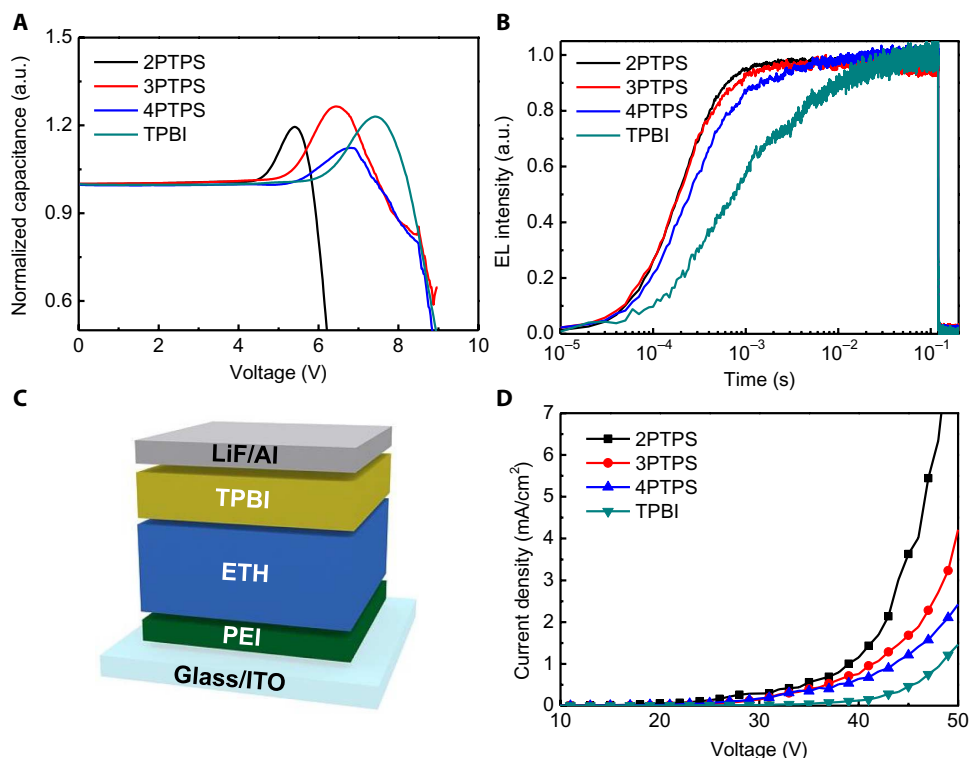 A
Normalized capacitance (a.u.)
1.5
1.2
0.9
0.6
2PTPS
3PTPS
4PTPS
TPBI
0 2 4 6 8 10
Voltage (V)
B
EL intensity (a.u.)
1.0
0.8
0.6
0.4
0.2
0.0
2PTPS
3PTPS
4PTPS
TPBI
10⁻⁵ 10⁻⁴ 10⁻³ 10⁻² 10⁻¹
Time (s)
C
LiF/Al
TPBI
ETH
PEI
Glass/ITO
D
Current density (mA/cm²)
7
6
5
4
3
2
1
0
2PTPS
3PTPS
4PTPS
TPBI
10 20 30 40 50
Voltage (V)